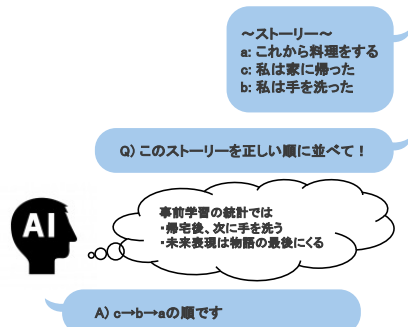 ～ストーリー～
a: これから料理をする
c: 私は家に帰った
b: 私は手を洗った
Q) このストーリーを正しい順に並べて！
AI
事前学習の統計では
・帰宅後、次に手を洗う
・未来表現は物語の最後にくる
A) c→b→aの順です